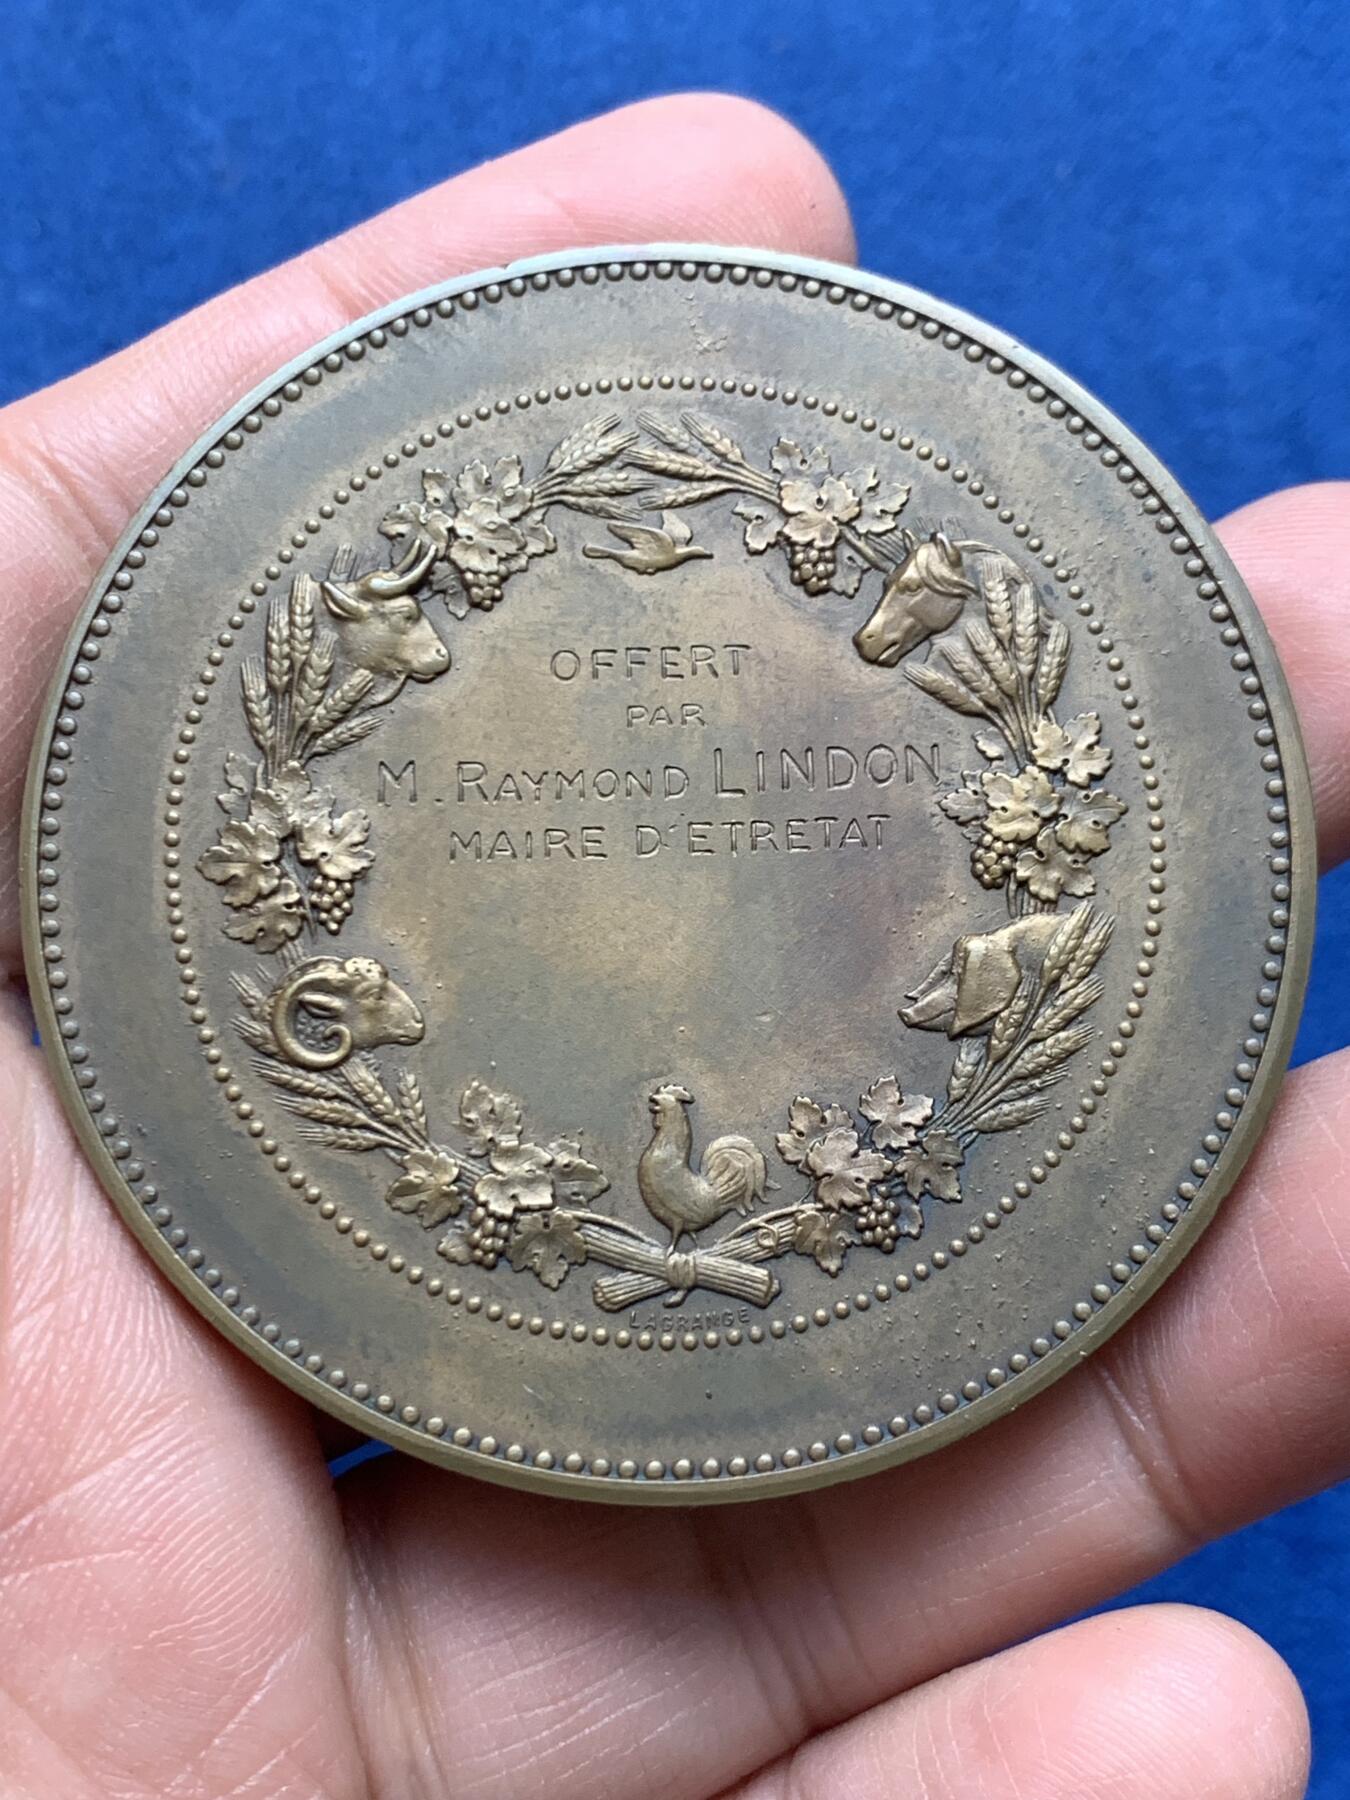 OFFERT
PAR
M. RAYMOND LINDON
MAIRE D'ETRETAT
LAGRANGE